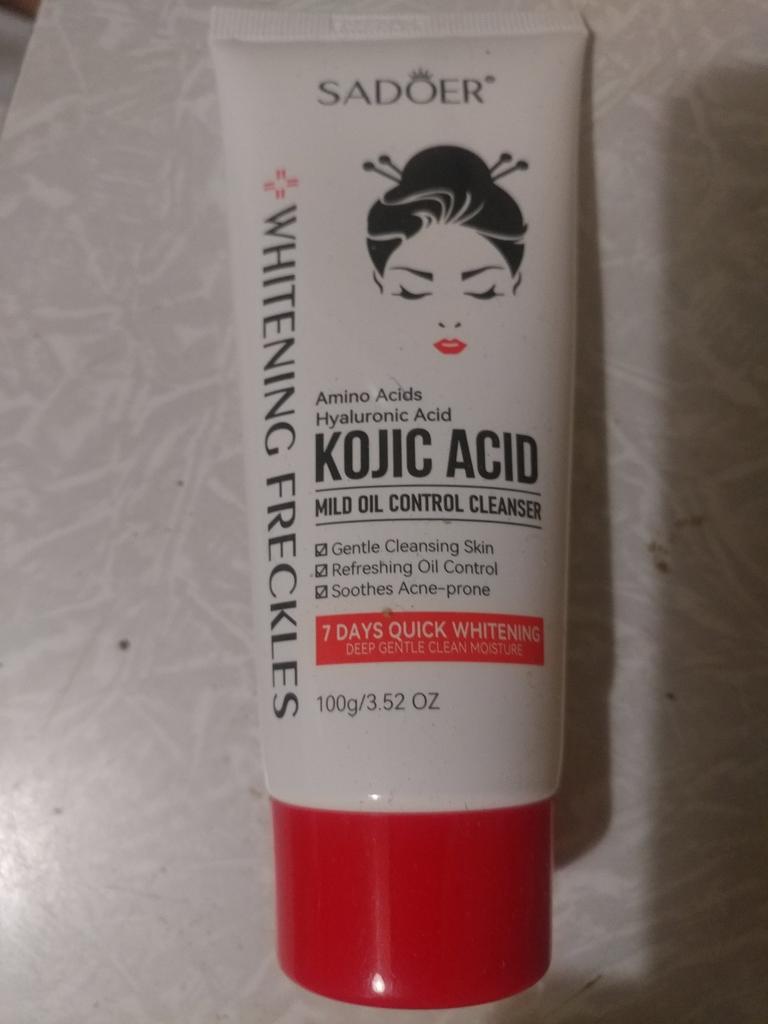 SADOER®
WHITENING FRECKLES
Amino Acids
Hyaluronic Acid
KOJIC ACID
MILD OIL CONTROL CLEANSER
☑ Gentle Cleansing Skin
☑ Refreshing Oil Control
☑ Soothes Acne-prone
7 DAYS QUICK WHITENING
DEEP GENTLE CLEAN MOISTURE
100g/3.52 OZ